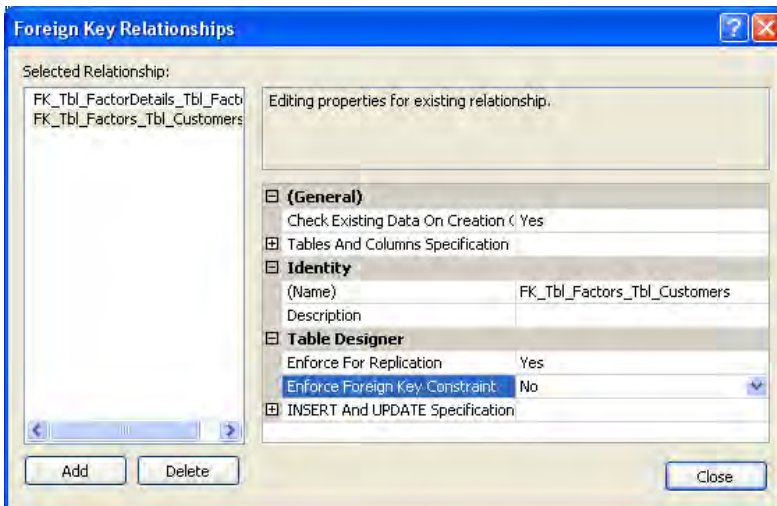 Foreign Key Relationships
Selected Relationship:
FK_Tbl_FactorDetails_Tbl_Facto
FK_Tbl_Factors_Tbl_Customers
Editing properties for existing relationship.
(General)
Check Existing Data On Creation O Yes
Tables And Columns Specification
Identity
(Name) FK_Tbl_Factors_Tbl_Customers
Description
Table Designer
Enforce For Replication Yes
Enforce Foreign Key Constraint No
INSERT And UPDATE Specification
Add Delete Close